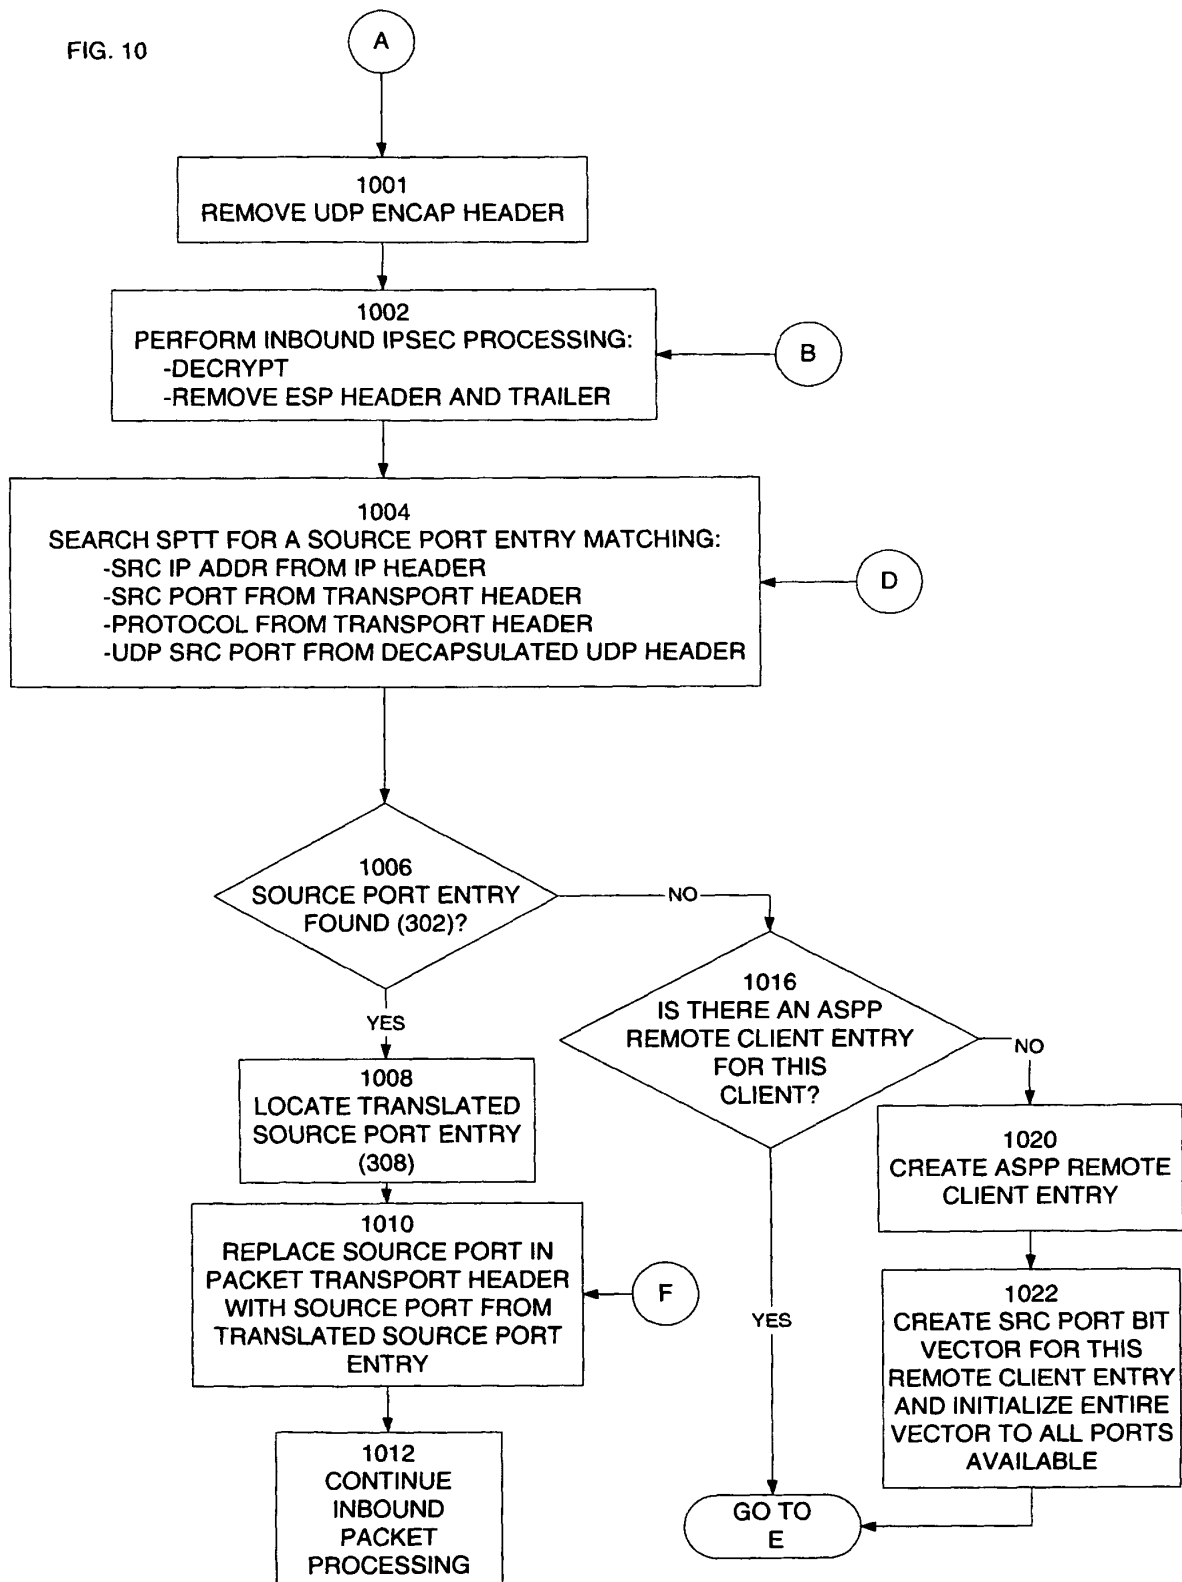 FIG. 10
A
1001
REMOVE UDP ENCAP HEADER
1002
PERFORM INBOUND IPSEC PROCESSING:
-DECRYPT
-REMOVE ESP HEADER AND TRAILER
B
1004
SEARCH SPTT FOR A SOURCE PORT ENTRY MATCHING:
-SRC IP ADDR FROM IP HEADER
-SRC PORT FROM TRANSPORT HEADER
-PROTOCOL FROM TRANSPORT HEADER
-UDP SRC PORT FROM DECAPSULATED UDP HEADER
D
1006
SOURCE PORT ENTRY
FOUND (302)?
NO
YES
1008
LOCATE TRANSLATED
SOURCE PORT ENTRY
(308)
1010
REPLACE SOURCE PORT IN
PACKET TRANSPORT HEADER
WITH SOURCE PORT FROM
TRANSLATED SOURCE PORT
ENTRY
F
1012
CONTINUE
INBOUND
PACKET
PROCESSING
1016
IS THERE AN ASPP
REMOTE CLIENT ENTRY
FOR THIS
CLIENT?
NO
YES
1020
CREATE ASPP REMOTE
CLIENT ENTRY
1022
CREATE SRC PORT BIT
VECTOR FOR THIS
REMOTE CLIENT ENTRY
AND INITIALIZE ENTIRE
VECTOR TO ALL PORTS
AVAILABLE
GO TO
E